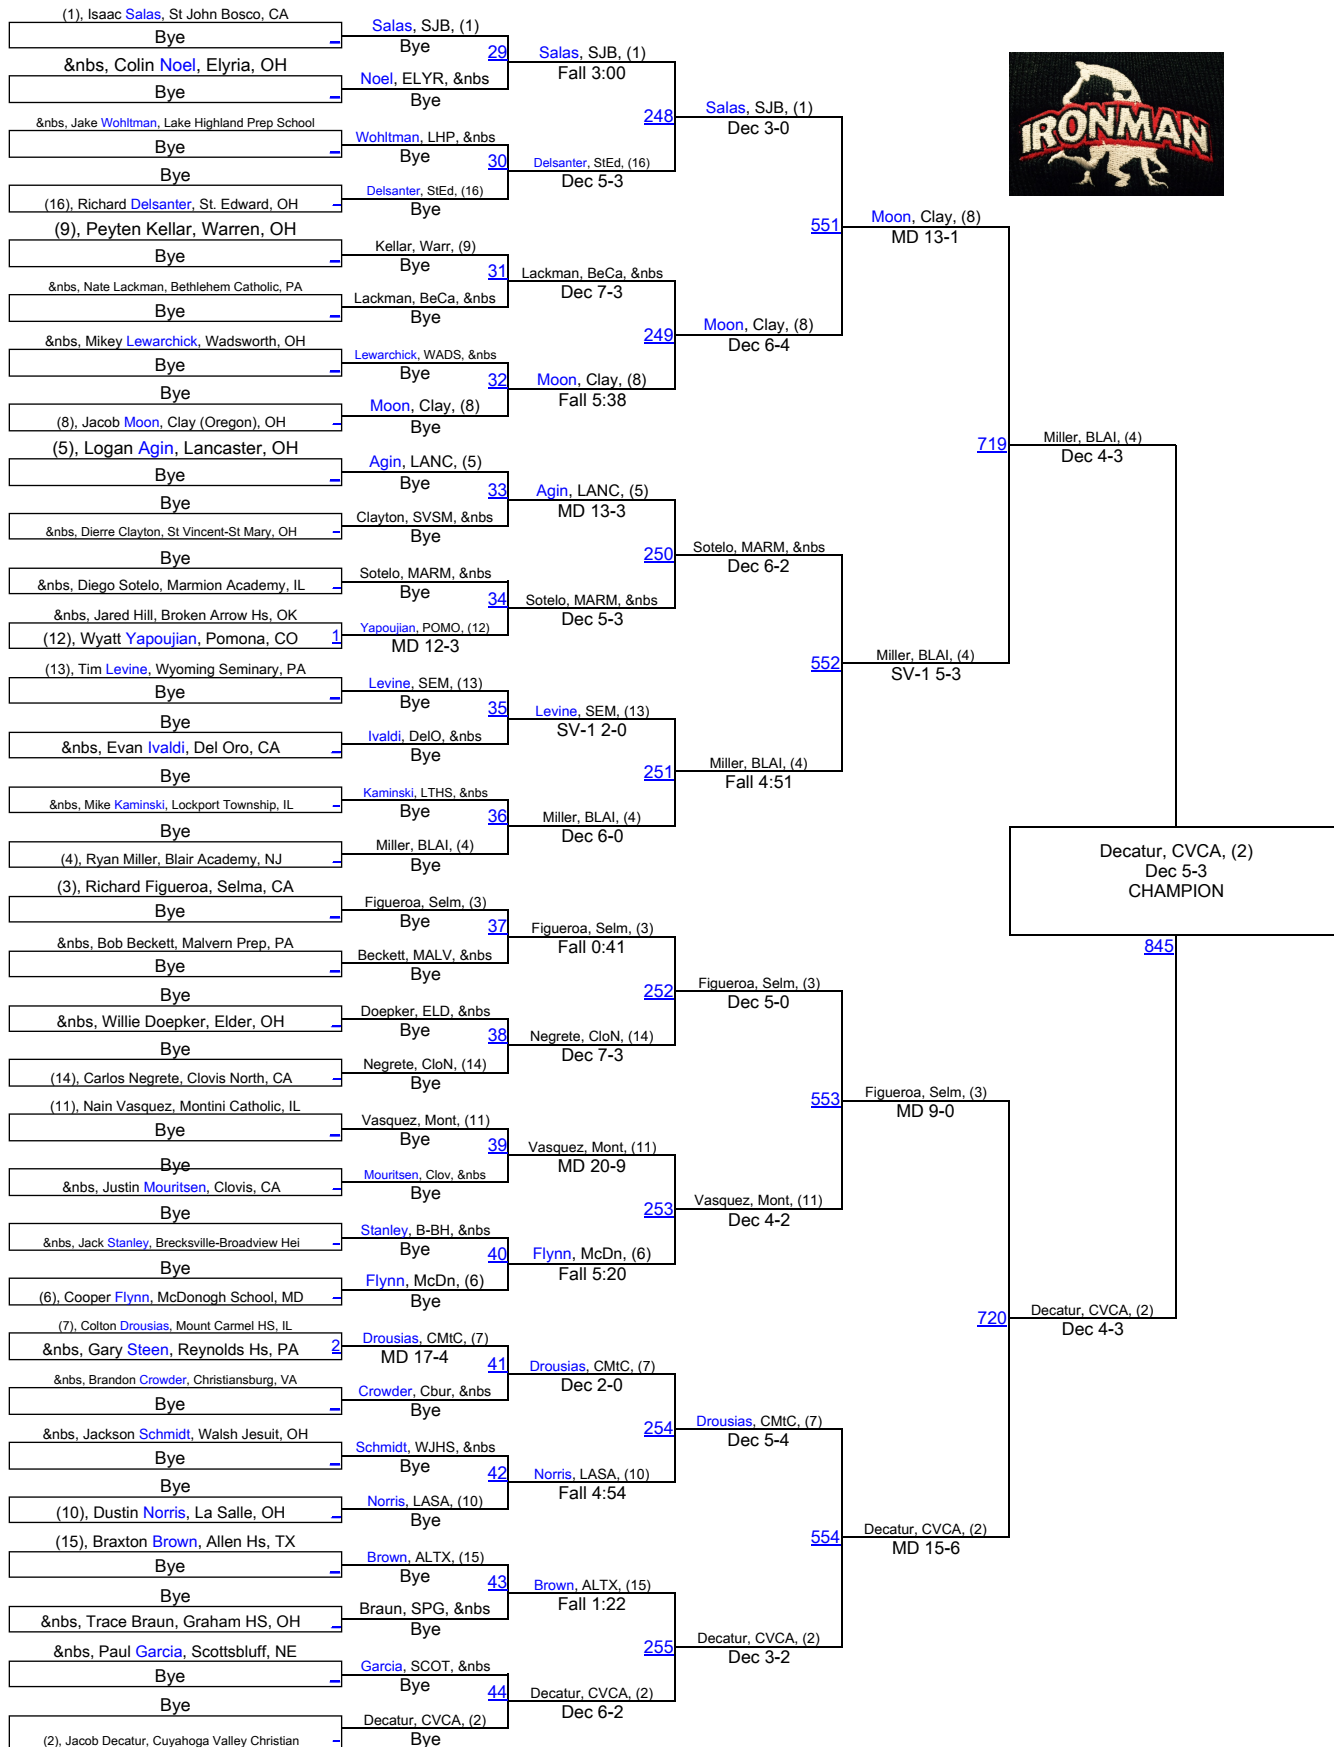 (1), Isaac Salas, St John Bosco, CA
Bye
&nbs, Colin Noel, Elyria, OH
Bye
&nbs, Jake Wohltman, Lake Highland Prep School
Bye
Bye
(16), Richard Delsanter, St. Edward, OH
(9), Peyten Kellar, Warren, OH
Bye
&nbs, Nate Lackman, Bethlehem Catholic, PA
Bye
&nbs, Mikey Lewarchick, Wadsworth, OH
Bye
Bye
(8), Jacob Moon, Clay (Oregon), OH
(5), Logan Agin, Lancaster, OH
Bye
Bye
&nbs, Dierre Clayton, St Vincent-St Mary, OH
Bye
&nbs, Diego Sotelo, Marmion Academy, IL
&nbs, Jared Hill, Broken Arrow Hs, OK
(12), Wyatt Yapoujian, Pomona, CO 1
(13), Tim Levine, Wyoming Seminary, PA
Bye
Bye
&nbs, Evan Ivaldi, Del Oro, CA
Bye
&nbs, Mike Kaminski, Lockport Township, IL
Bye
(4), Ryan Miller, Blair Academy, NJ
(3), Richard Figueroa, Selma, CA
Bye
&nbs, Bob Beckett, Malvern Prep, PA
Bye
Bye
&nbs, Willie Doepker, Elder, OH
Bye
(14), Carlos Negrete, Clovis North, CA
(11), Nain Vasquez, Montini Catholic, IL
Bye
Bye
&nbs, Justin Mouritsen, Clovis, CA
Bye
&nbs, Jack Stanley, Brecksville-Broadview Hei
Bye
(6), Cooper Flynn, McDonogh School, MD
(7), Colton Drousias, Mount Carmel HS, IL
&nbs, Gary Steen, Reynolds Hs, PA 2
&nbs, Brandon Crowder, Christiansburg, VA
Bye
&nbs, Jackson Schmidt, Walsh Jesuit, OH
Bye
Bye
(10), Dustin Norris, La Salle, OH
(15), Braxton Brown, Allen Hs, TX
Bye
Bye
&nbs, Trace Braun, Graham HS, OH
&nbs, Paul Garcia, Scottsbluff, NE
Bye
Bye
(2), Jacob Decatur, Cuyahoga Valley Christian
Salas, SJB, (1)
Bye
29
Noel, ELYR, &nbs
Bye
Wohltman, LHP, &nbs
Bye
30
Delsanter, StEd, (16)
Bye
Kellar, Warr, (9)
Bye
31
Lackman, BeCa, &nbs
Bye
Lewarchick, WADS, &nbs
Bye
32
Moon, Clay, (8)
Bye
Agin, LANC, (5)
Bye
33
Clayton, SVSM, &nbs
Bye
Sotelo, MARM, &nbs
Bye
34
Yapoujian, POMO, (12)
MD 12-3
Levine, SEM, (13)
Bye
35
Ivaldi, DelO, &nbs
Bye
Kaminski, LTHS, &nbs
Bye
36
Miller, BLAI, (4)
Bye
Figueroa, Selm, (3)
Bye
37
Beckett, MALV, &nbs
Bye
Doepker, ELD, &nbs
Bye
38
Negrete, CloN, (14)
Bye
Vasquez, Mont, (11)
Bye
39
Mouritsen, Clov, &nbs
Bye
Stanley, B-BH, &nbs
Bye
40
Flynn, McDn, (6)
Bye
Drousias, CMtC, (7)
MD 17-4
41
Crowder, Cbur, &nbs
Bye
Schmidt, WJHS, &nbs
Bye
42
Norris, LASA, (10)
Bye
Brown, ALTX, (15)
Bye
43
Braun, SPG, &nbs
Bye
Garcia, SCOT, &nbs
Bye
44
Decatur, CVCA, (2)
Bye
Salas, SJB, (1)
Fall 3:00
248
Delsanter, StEd, (16)
Dec 5-3
Lackman, BeCa, &nbs
Dec 7-3
249
Moon, Clay, (8)
Fall 5:38
Agin, LANC, (5)
MD 13-3
250
Sotelo, MARM, &nbs
Dec 5-3
Levine, SEM, (13)
SV-1 2-0
251
Miller, BLAI, (4)
Dec 6-0
Figueroa, Selm, (3)
Fall 0:41
252
Negrete, CloN, (14)
Dec 7-3
Vasquez, Mont, (11)
MD 20-9
253
Flynn, McDn, (6)
Fall 5:20
Drousias, CMtC, (7)
Dec 2-0
254
Norris, LASA, (10)
Fall 4:54
Brown, ALTX, (15)
Fall 1:22
255
Decatur, CVCA, (2)
Dec 6-2
Salas, SJB, (1)
Dec 3-0
551
Moon, Clay, (8)
Dec 6-4
Sotelo, MARM, &nbs
Dec 6-2
552
Miller, BLAI, (4)
Fall 4:51
Figueroa, Selm, (3)
Dec 5-0
553
Vasquez, Mont, (11)
Dec 4-2
Drousias, CMtC, (7)
Dec 5-4
554
Decatur, CVCA, (2)
Dec 3-2
Moon, Clay, (8)
MD 13-1
719
Miller, BLAI, (4)
SV-1 5-3
Figueroa, Selm, (3)
MD 9-0
720
Decatur, CVCA, (2)
MD 15-6
IRONMAN
Miller, BLAI, (4)
Dec 4-3
Decatur, CVCA, (2)
Dec 5-3
CHAMPION
845
Decatur, CVCA, (2)
Dec 4-3